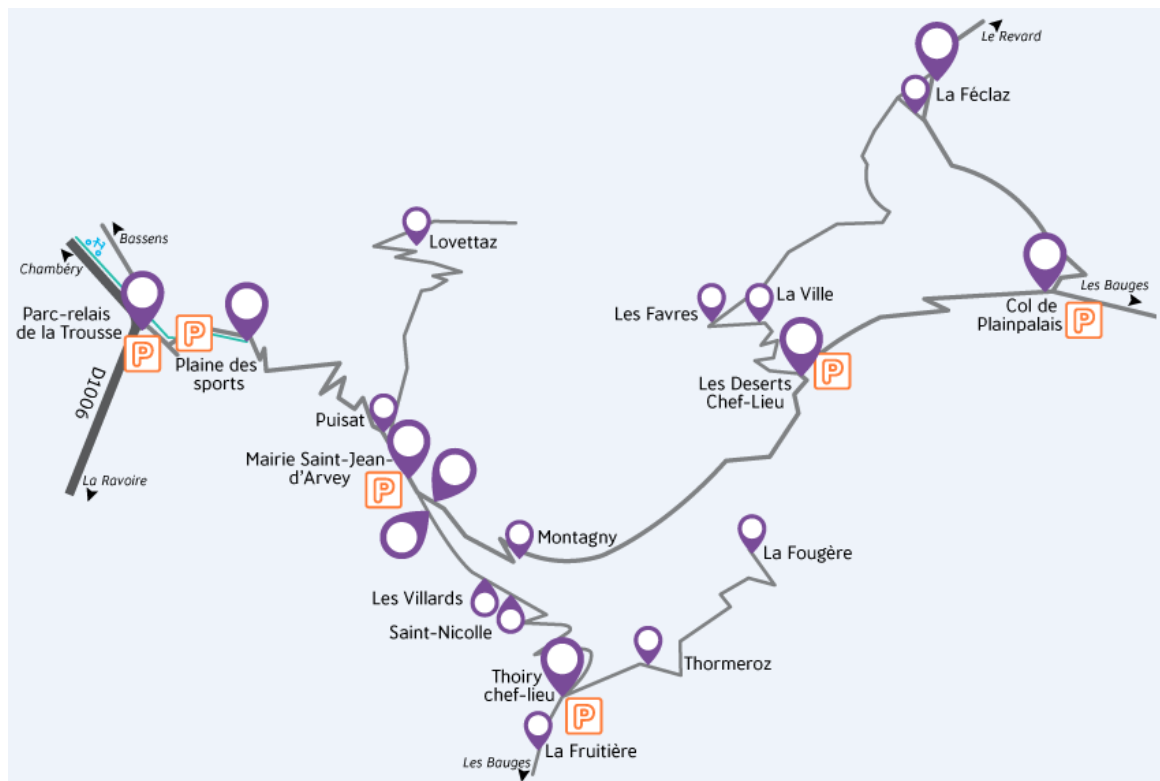 Le Revard
La Féclaz
Lovettaz
Bassens
Chambéry
Les Bauges
La Ville
Les Favres
Col de
Plainpalais
P
Parc-relais
de la Trousse
P
P
Plaine des
sports
D1006
Les Deserts
Chef-Lieu
P
Puisat
Mairie Saint-Jean-
d'Arvey
P
La Ravoire
Montagny
La Fougère
Les Villards
Saint-Nicolle
Thormeroz
Thoiry
chef-lieu
P
La Fruitière
Les Bauges